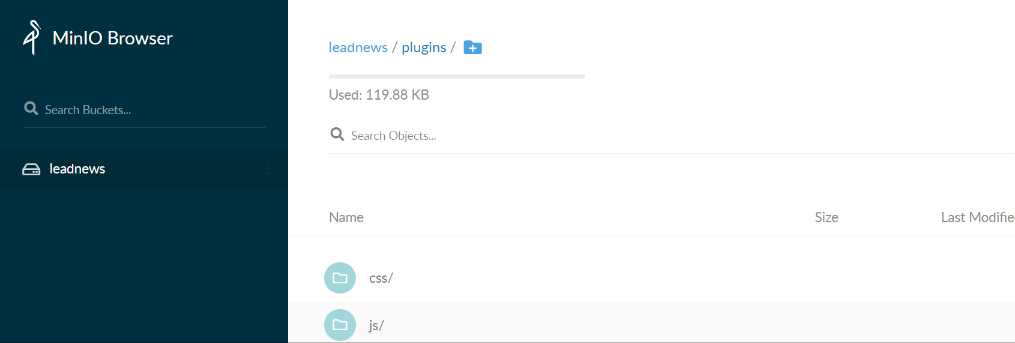 MinIO Browser
Search Buckets...
leadnews
leadnews / plugins /
Used: 119.88 KB
Search Objects...
Name Size Last Modifie
css/
js/